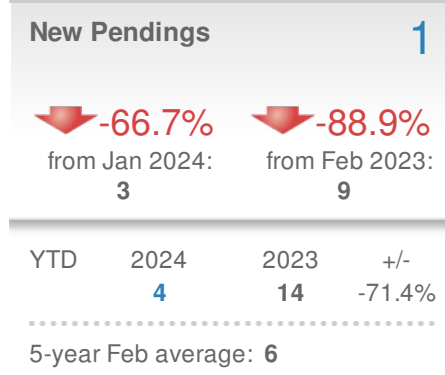 New Pendings 1
-66.7% -88.9%
from Jan 2024: from Feb 2023:
3 9
YTD 2024 2023 +/-
4 14 -71.4%
5-year Feb average: 6